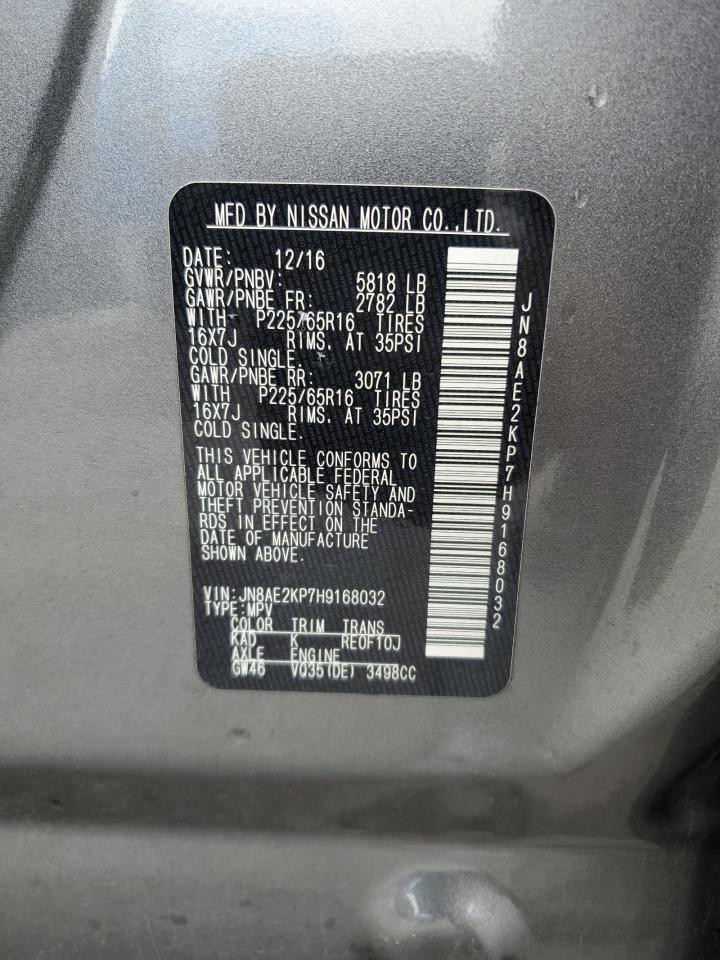 MFD BY NISSAN MOTOR CO.,LTD.
DATE: 12/16
GVWR/PNBV: 5818 LB
GAWR/PNBE FR: 2782 LB
WITH P225/65R16 TIRES
16X7J RIMS. AT 35PSI
COLD SINGLE.
GAWR/PNBE RR: 3071 LB
WITH P225/65R16 TIRES
16X7J RIMS. AT 35PSI
COLD SINGLE.
THIS VEHICLE CONFORMS TO
ALL APPLICABLE FEDERAL
MOTOR VEHICLE SAFETY AND
THEFT PREVENTION STANDA-
RDS IN EFFECT ON THE
DATE OF MANUFACTURE
SHOWN ABOVE.
VIN:JN8AE2KP7H9168032
TYPE:MPV
COLOR TRIM TRANS
KAD K RE0F10J
AXLE ENGINE
GW46 VQ35(DE) 3498CC
JN8AE2KP7H9168032